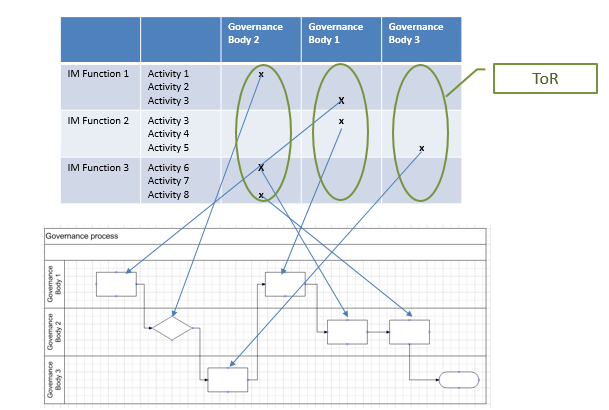 Governance Body 2 Governance Body 1 Governance Body 3
ToR
IM Function 1 Activity 1 x
Activity 2
Activity 3 X
IM Function 2 Activity 3 x
Activity 4
Activity 5 x
IM Function 3 Activity 6 X
Activity 7
Activity 8 x
Governance process
Governance Body 1
Governance Body 2
Governance Body 3